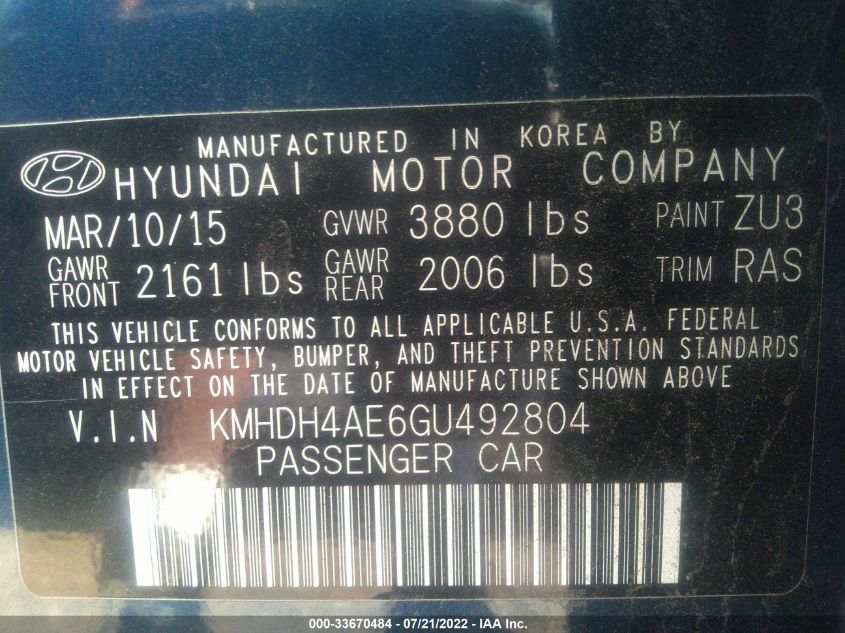 MANUFACTURED IN KOREA BY
HYUNDAI MOTOR COMPANY
MAR/10/15 GVWR 3880 lbs PAINT ZU3
GAWR FRONT 2161 lbs GAWR REAR 2006 lbs TRIM RAS
THIS VEHICLE CONFORMS TO ALL APPLICABLE U.S.A. FEDERAL
MOTOR VEHICLE SAFETY, BUMPER, AND THEFT PREVENTION STANDARDS
IN EFFECT ON THE DATE OF MANUFACTURE SHOWN ABOVE
V.I.N KMHDH4AE6GU492804
PASSENGER CAR
000-33670484 - 07/21/2022 - IAAI Inc.